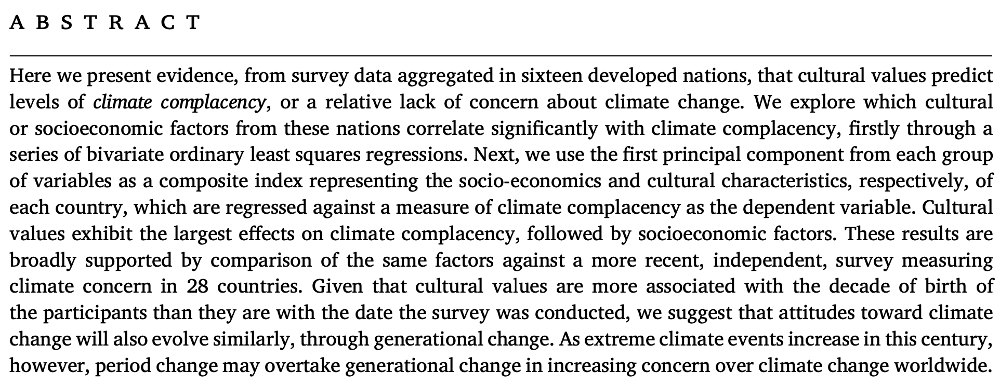 A B S T R A C T
Here we present evidence, from survey data aggregated in sixteen developed nations, that cultural values predict
levels of climate complacency, or a relative lack of concern about climate change. We explore which cultural
or socioeconomic factors from these nations correlate significantly with climate complacency, firstly through a
series of bivariate ordinary least squares regressions. Next, we use the first principal component from each group
of variables as a composite index representing the socio-economics and cultural characteristics, respectively, of
each country, which are regressed against a measure of climate complacency as the dependent variable. Cultural
values exhibit the largest effects on climate complacency, followed by socioeconomic factors. These results are
broadly supported by comparison of the same factors against a more recent, independent, survey measuring
climate concern in 28 countries. Given that cultural values are more associated with the decade of birth of
the participants than they are with the date the survey was conducted, we suggest that attitudes toward climate
change will also evolve similarly, through generational change. As extreme climate events increase in this century,
however, period change may overtake generational change in increasing concern over climate change worldwide.